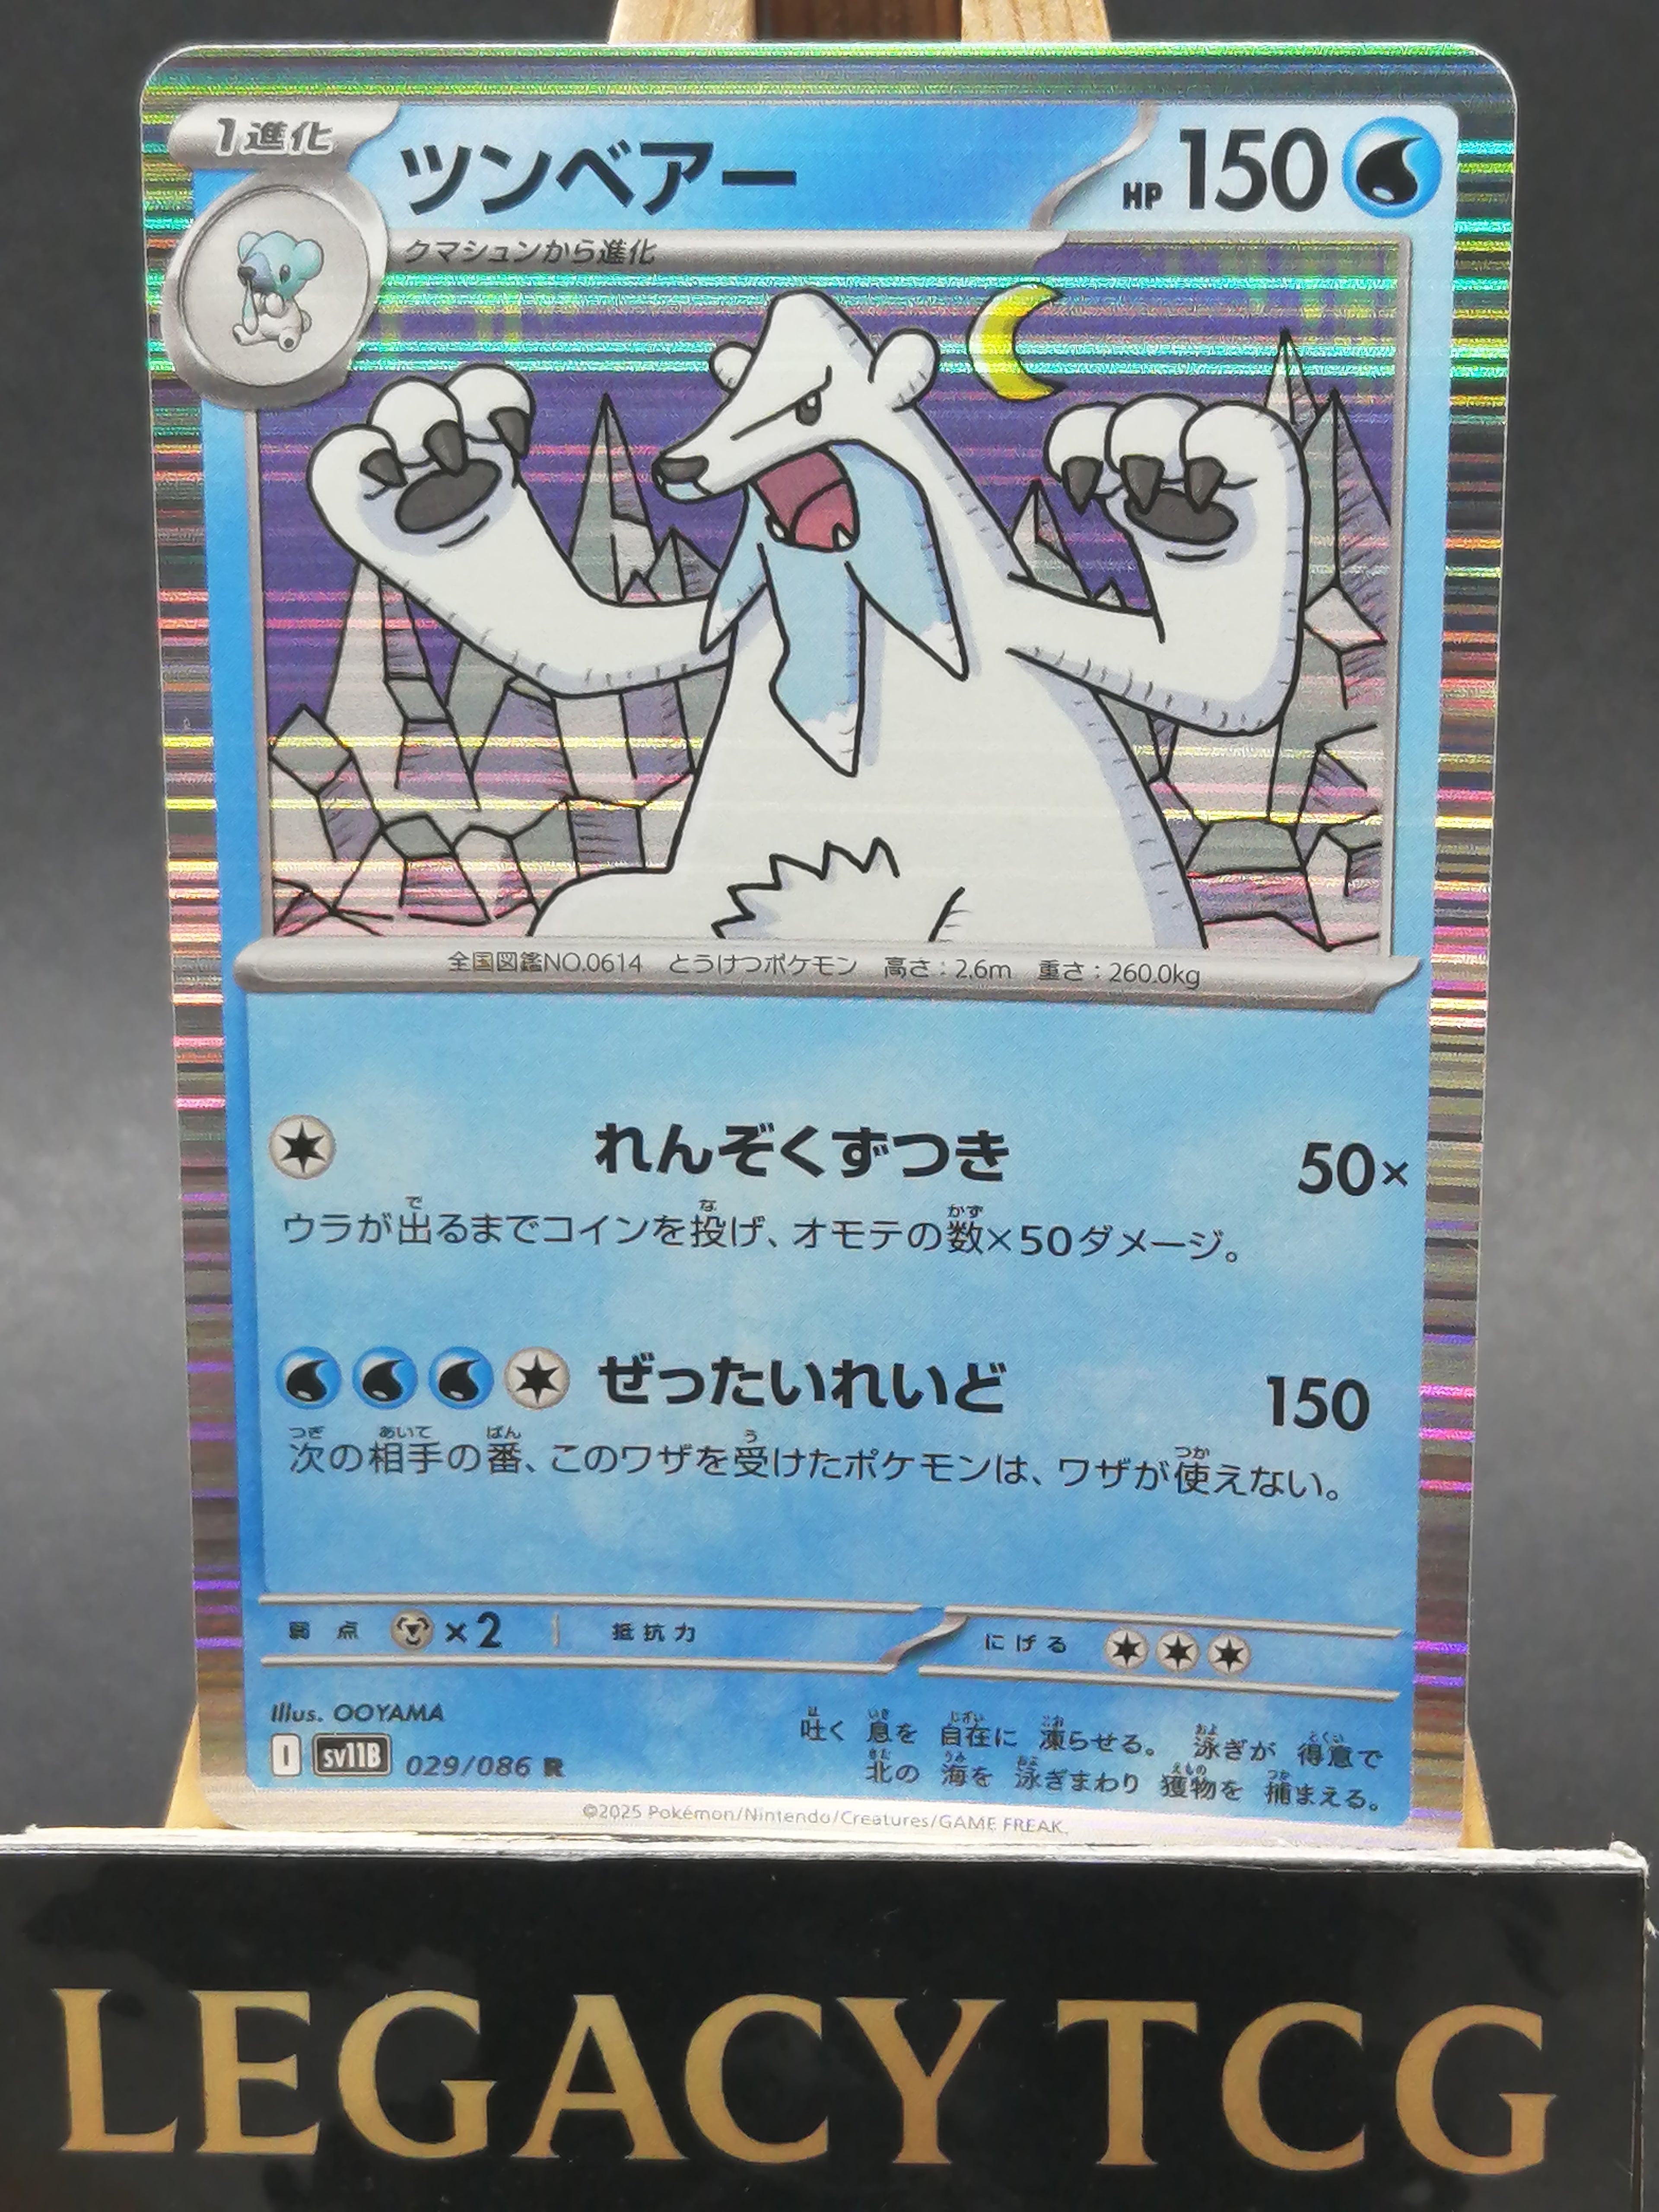 1進化
ツンベアー
HP 150
クマシュンから進化
全国図鑑NO.0614 とうけつポケモン 高さ:2.6m 重さ:260.0kg
れんぞくずつき 50×
ウラが出るまでコインを投げ、オモテの数×50ダメージ。
ぜったいれいど 150
次の相手の番、このワザを受けたポケモンは、ワザが使えない。
弱点 ×2 抵抗力 にげる
Illus. OOYAMA
I sv11B 029/086 R
吐く 息を 自在に 凍らせる。 泳ぎが 得意で
北の 海を 泳ぎまわり 獲物を 捕まえる。
©2025 Pokémon/Nintendo/Creatures/GAME FREAK.
LEGACY TCG